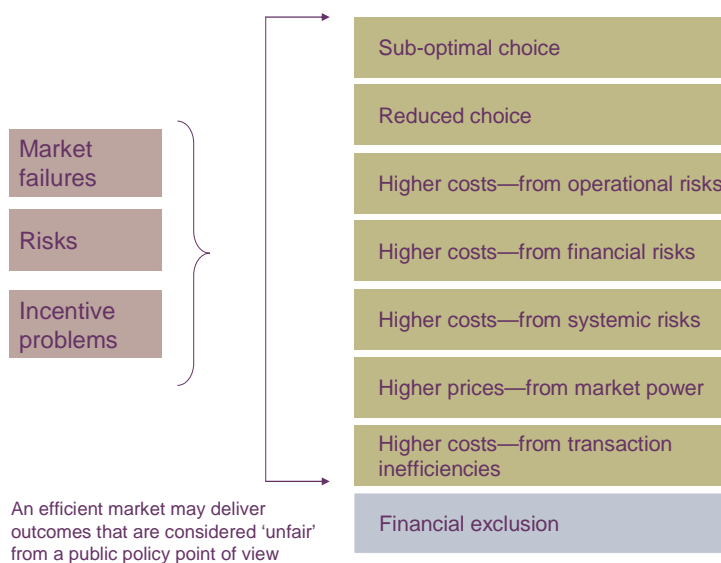 Market
failures
Risks
Incentive
problems
An efficient market may deliver
outcomes that are considered ‘unfair’
from a public policy point of view
Sub-optimal choice
Reduced choice
Higher costs—from operational risks
Higher costs—from financial risks
Higher costs—from systemic risks
Higher prices—from market power
Higher costs—from transaction
inefficiencies
Financial exclusion